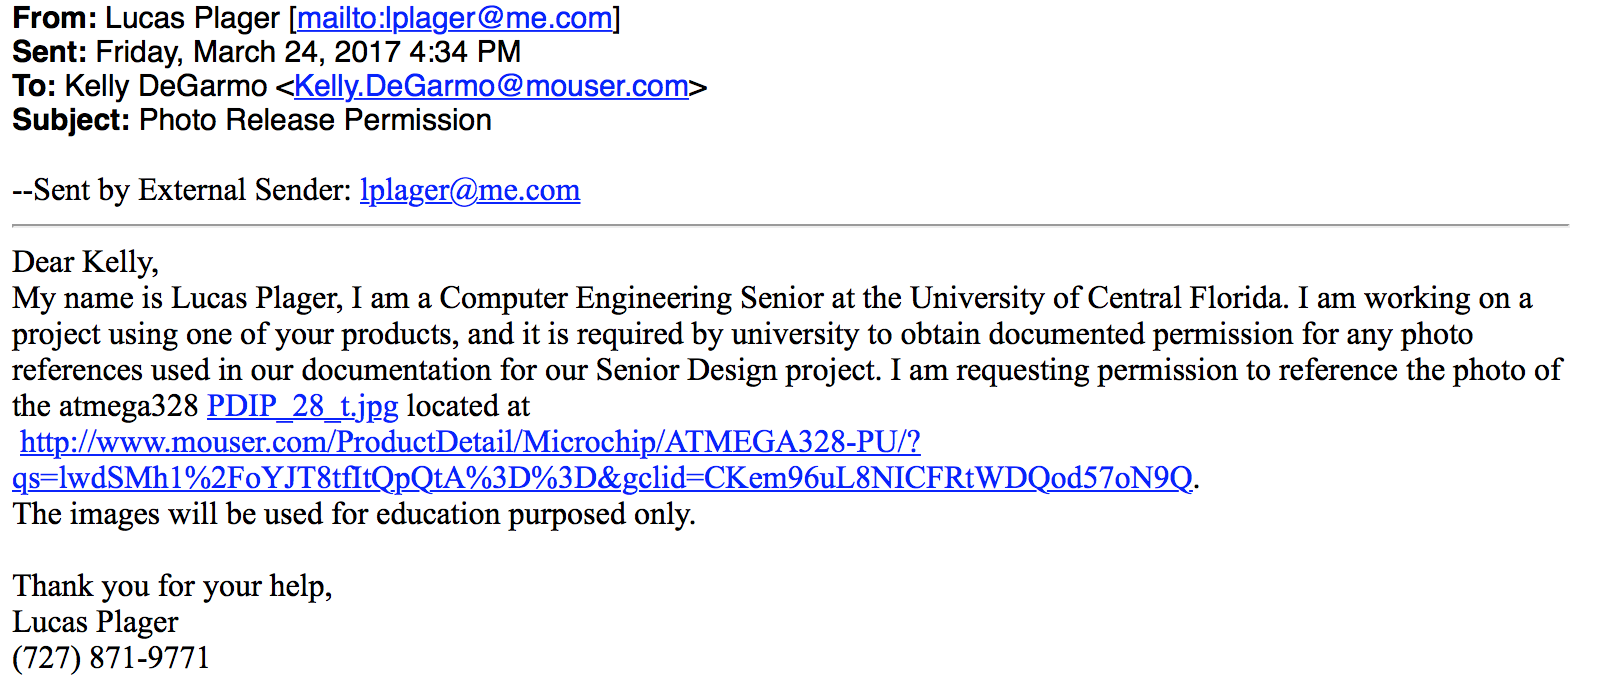 From: Lucas Plager [mailto:lplager@me.com]
Sent: Friday, March 24, 2017 4:34 PM
To: Kelly DeGarmo <Kelly.DeGarmo@mouser.com>
Subject: Photo Release Permission
--Sent by External Sender: lplager@me.com
Dear Kelly,
My name is Lucas Plager, I am a Computer Engineering Senior at the University of Central Florida. I am working on a
project using one of your products, and it is required by university to obtain documented permission for any photo
references used in our documentation for our Senior Design project. I am requesting permission to reference the photo of
the atmega328 PDIP_28_t.jpg located at
http://www.mouser.com/ProductDetail/Microchip/ATMEGA328-PU/?
qs=lwdSMh1%2FoYJT8tfItQpQtA%3D%3D&gclid=CKem96uL8NICFRtWDQod57oN9Q.
The images will be used for education purposed only.
Thank you for your help,
Lucas Plager
(727) 871-9771